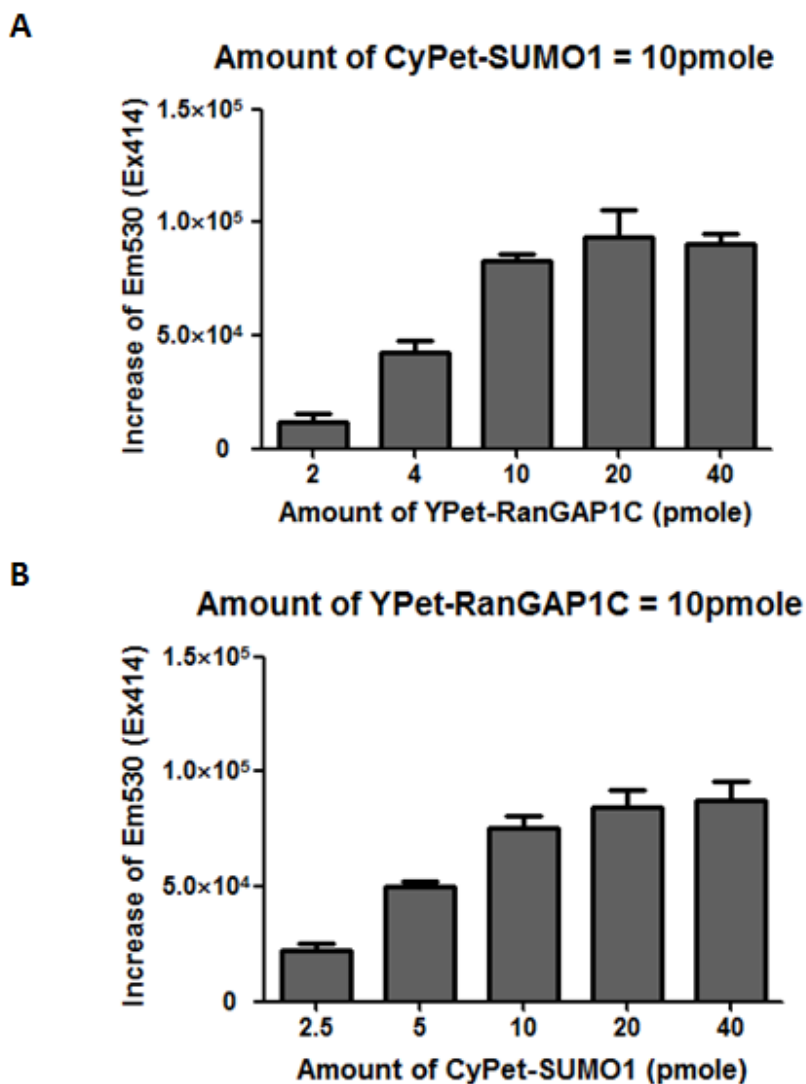 A
Amount of CyPet-SUMO1 = 10pmole
Increase of Em530 (Ex414)
1.5×10⁵
1.0×10⁵
5.0×10⁴
0
2 4 10 20 40
Amount of YPet-RanGAP1C (pmole)
B
Amount of YPet-RanGAP1C = 10pmole
Increase of Em530 (Ex414)
1.5×10⁵
1.0×10⁵
5.0×10⁴
0
2.5 5 10 20 40
Amount of CyPet-SUMO1 (pmole)